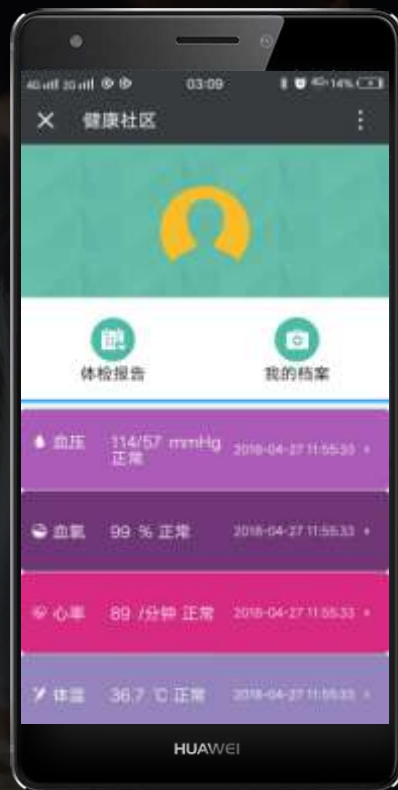 03:09
14%
健康社区
体检报告
我的档案
血压 114/57 mmHg 2018-04-27 11:55:33
正常
血氧 99 % 正常 2018-04-27 11:55:33
心率 89 /分钟 正常 2018-04-27 11:55:33
体温 36.7 ℃ 正常 2018-04-27 11:55:33
HUAWEI